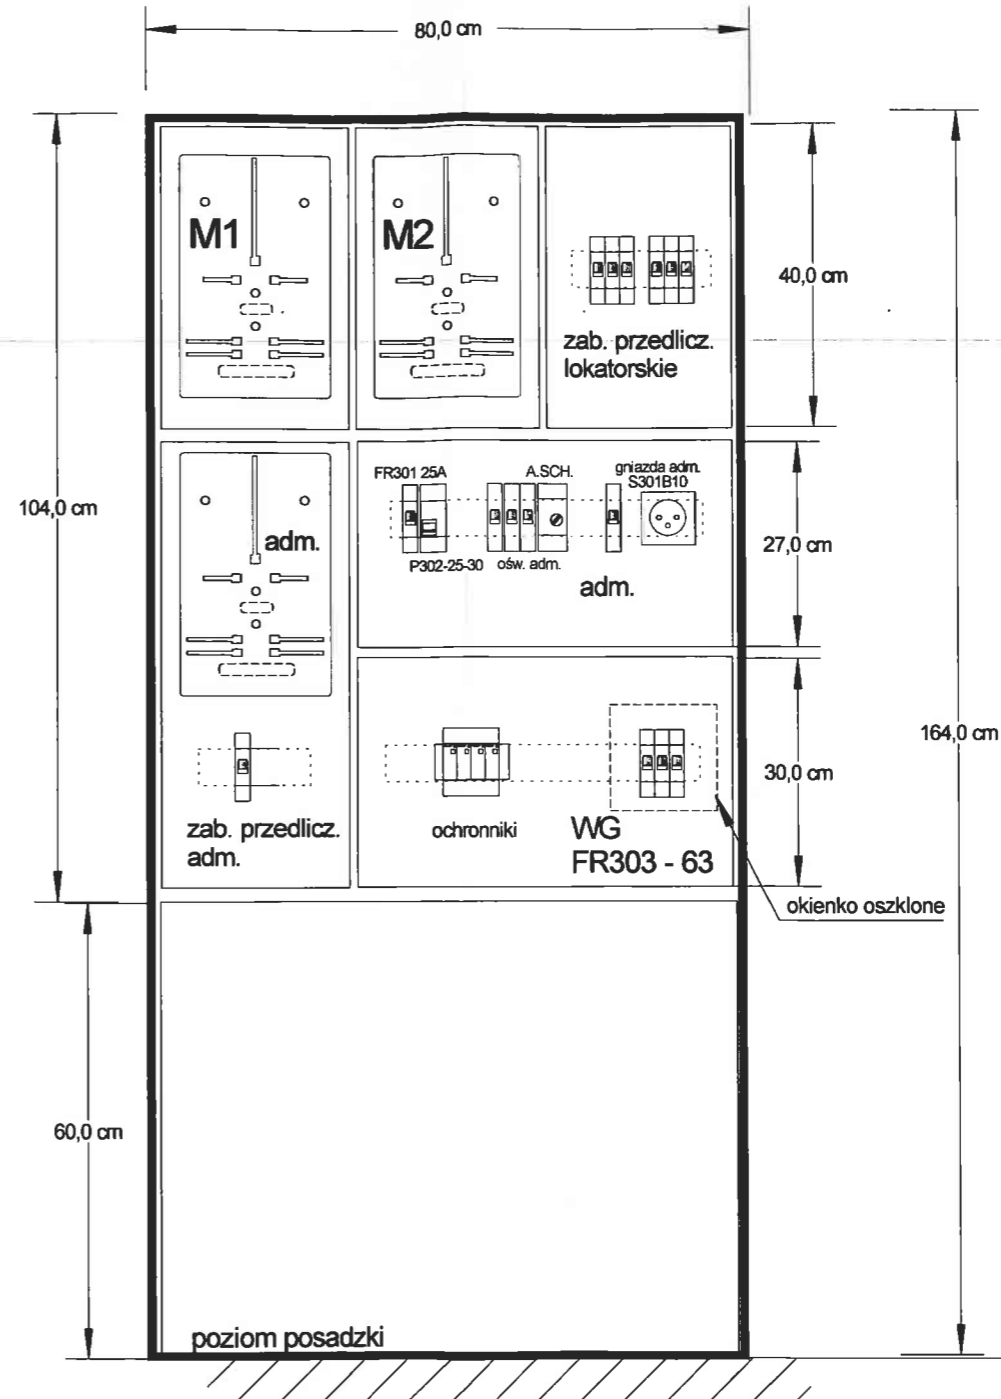 80,0 cm
M1
M2
40,0 cm
zab. przedlicz.
lokatorskie
104,0 cm
FR301 25A
A.SCH.
gniazda adm.
S301B10
adm.
27,0 cm
P302-25-30
ośw. adm.
adm.
164,0 cm
30,0 cm
zab. przedlicz.
adm.
ochronniki
WG
FR303 - 63
okienko oszklone
60,0 cm
poziom posadzki